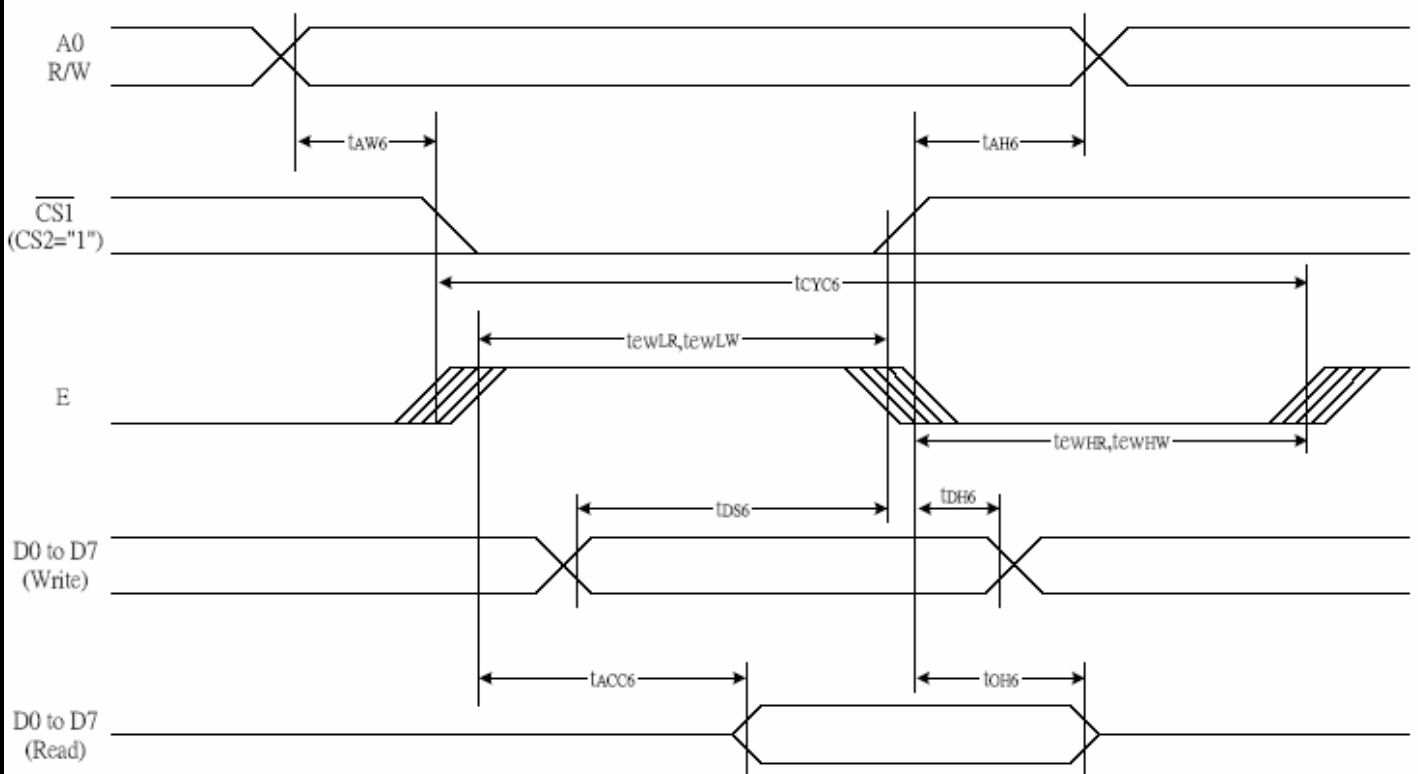 A0
R/W
tAW6
tAH6
CS1
(CS2="1")
tCYC6
tewLR,tewLW
E
tewHR,tewHW
tDS6
tDH6
D0 to D7
(Write)
tACC6
tOH6
D0 to D7
(Read)